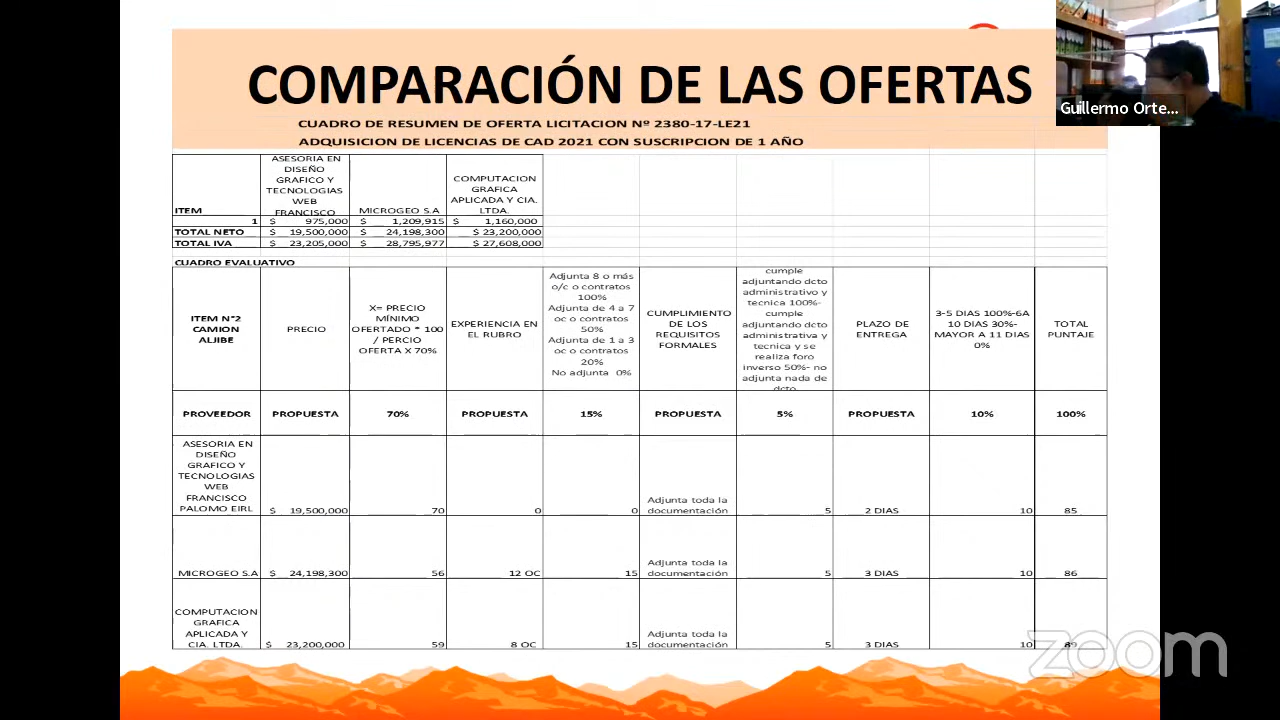 COMPARACIÓN DE LAS OFERTAS
Guillermo Orte...
CUADRO DE RESUMEN DE OFERTA LICITACION Nº 2380-17-LE21
ADQUISICION DE LICENCIAS DE CAD 2021 CON SUSCRIPCION DE 1 AÑO
ITEM
ASESORIA EN
DISEÑO
GRAFICO Y
TECNOLOGIAS
WEB
FRANCISCO
MICROGEO S.A
COMPUTACION
GRAFICA
APLICADA Y CIA.
LTDA.
1 $ 975,000 $ 1,209,915 $ 1,160,000
TOTAL NETO $ 19,500,000 $ 24,198,300 $ 23,200,000
TOTAL IVA $ 23,205,000 $ 28,795,977 $ 27,608,000
CUADRO EVALUATIVO
ITEM N°2
CAMION
ALJIBE
PRECIO
X= PRECIO
MÍNIMO
OFERTADO * 100
/ PERCIO
OFERTA X 70%
EXPERIENCIA EN
EL RUBRO
Adjunta 8 o más
o/c o contratos
100%
Adjunta de 4 a 7
oc o contratos
50%
Adjunta de 1 a 3
oc o contratos
20%
No adjunta 0%
CUMPLIMIENTO
DE LOS
REQUISITOS
FORMALES
cumple
adjuntando dcto
administrativo y
tecnica 100%-
cumple
adjuntando dcto
administrativa y
tecnica y se
realiza foro
inverso 50%- no
adjunta nada de
dcto
PLAZO DE
ENTREGA
3-5 DIAS 100%-6A
10 DIAS 30%-
MAYOR A 11 DIAS
0%
TOTAL
PUNTAJE
PROVEEDOR PROPUESTA 70% PROPUESTA 15% PROPUESTA 5% PROPUESTA 10% 100%
ASESORIA EN
DISEÑO
GRAFICO Y
TECNOLOGIAS
WEB
FRANCISCO
PALOMO EIRL
$ 19,500,000 70 0 0
Adjunta toda la
documentación
5 2 DIAS 10 85
MICROGEO S.A $ 24,198,300 56 12 OC 15
Adjunta toda la
documentación
5 3 DIAS 10 86
COMPUTACION
GRAFICA
APLICADA Y
CIA. LTDA.
$ 23,200,000 59 8 OC 15
Adjunta toda la
documentación
5 3 DIAS 10 89
zoom